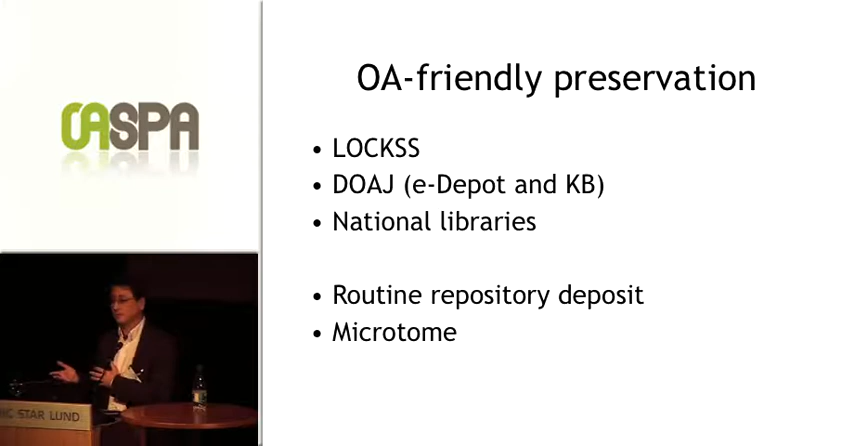 OASPA
OA-friendly preservation
• LOCKSS
• DOAJ (e-Depot and KB)
• National libraries
• Routine repository deposit
• Microtome
STAR LUND